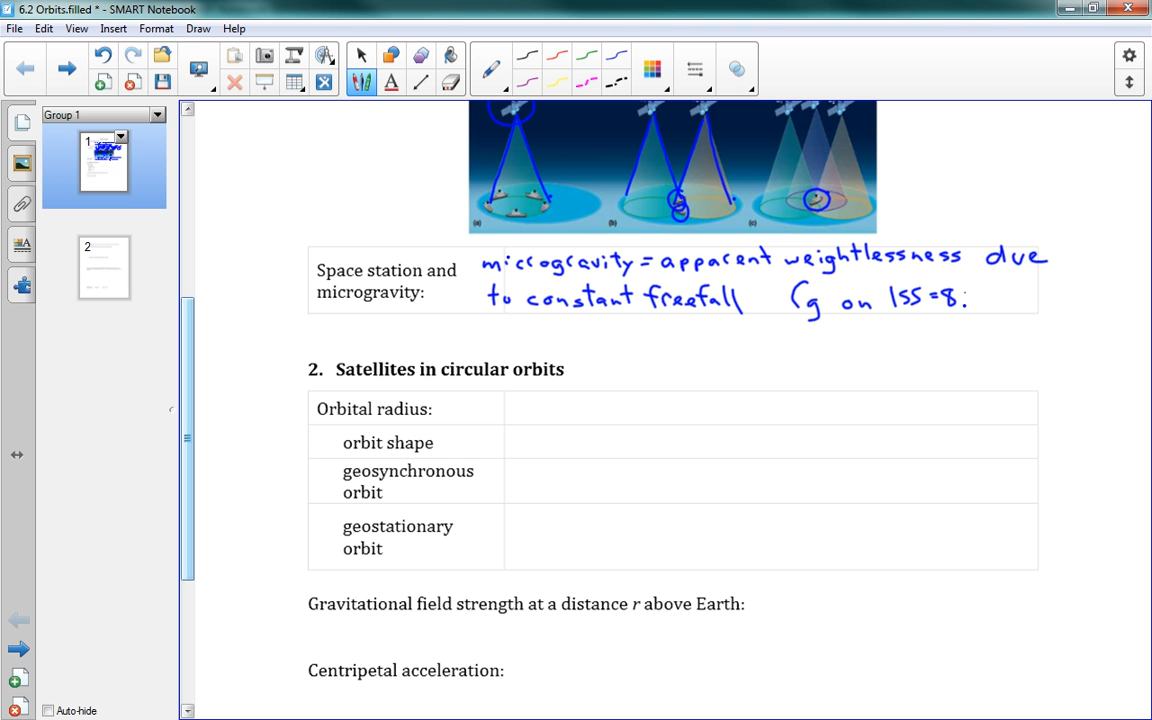 6.2 Orbits.filled * - SMART Notebook
File Edit View Insert Format Draw Help
Group 1
1
2
(a) (b) (c)
Space station and
microgravity:
microgravity = apparent weightlessness due
to constant freefall (g on ISS = 8.
2. Satellites in circular orbits
Orbital radius:
orbit shape
geosynchronous
orbit
geostationary
orbit
Gravitational field strength at a distance r above Earth:
Centripetal acceleration:
Auto-hide